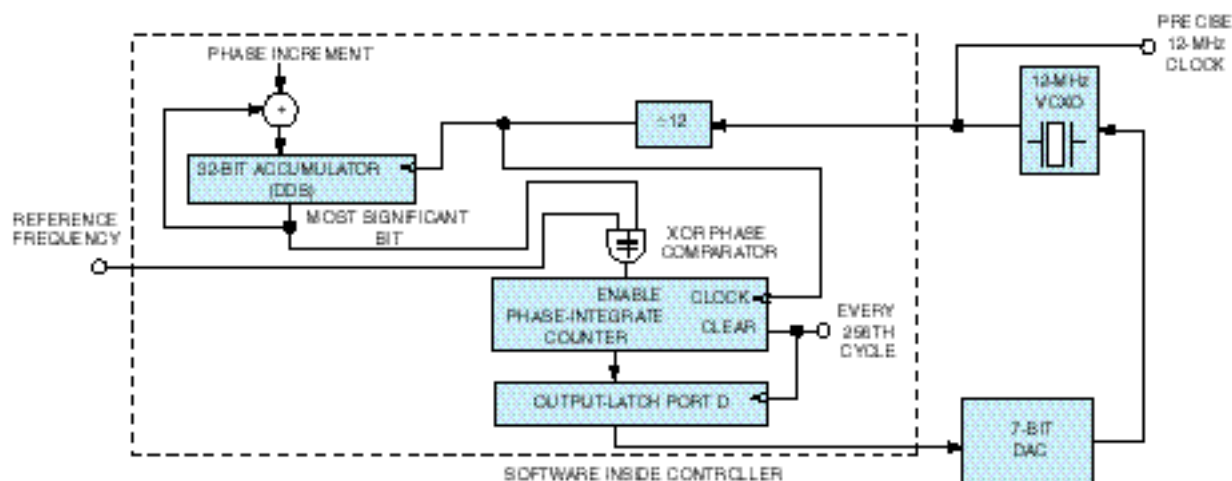 PRECISE
12-MHz
CLOCK
PHASE INCREMENT
+
12-MHz
VCXO
÷12
32-BIT ACCUMULATOR
(DDS)
REFERENCE
FREQUENCY
MOST SIGNIFICANT
BIT
XOR PHASE
COMPARATOR
ENABLE
CLOCK
PHASE-INTEGRATE
COUNTER
CLEAR
EVERY
256TH
CYCLE
OUTPUT-LATCH PORT D
7-BIT
DAC
SOFTWARE INSIDE CONTROLLER